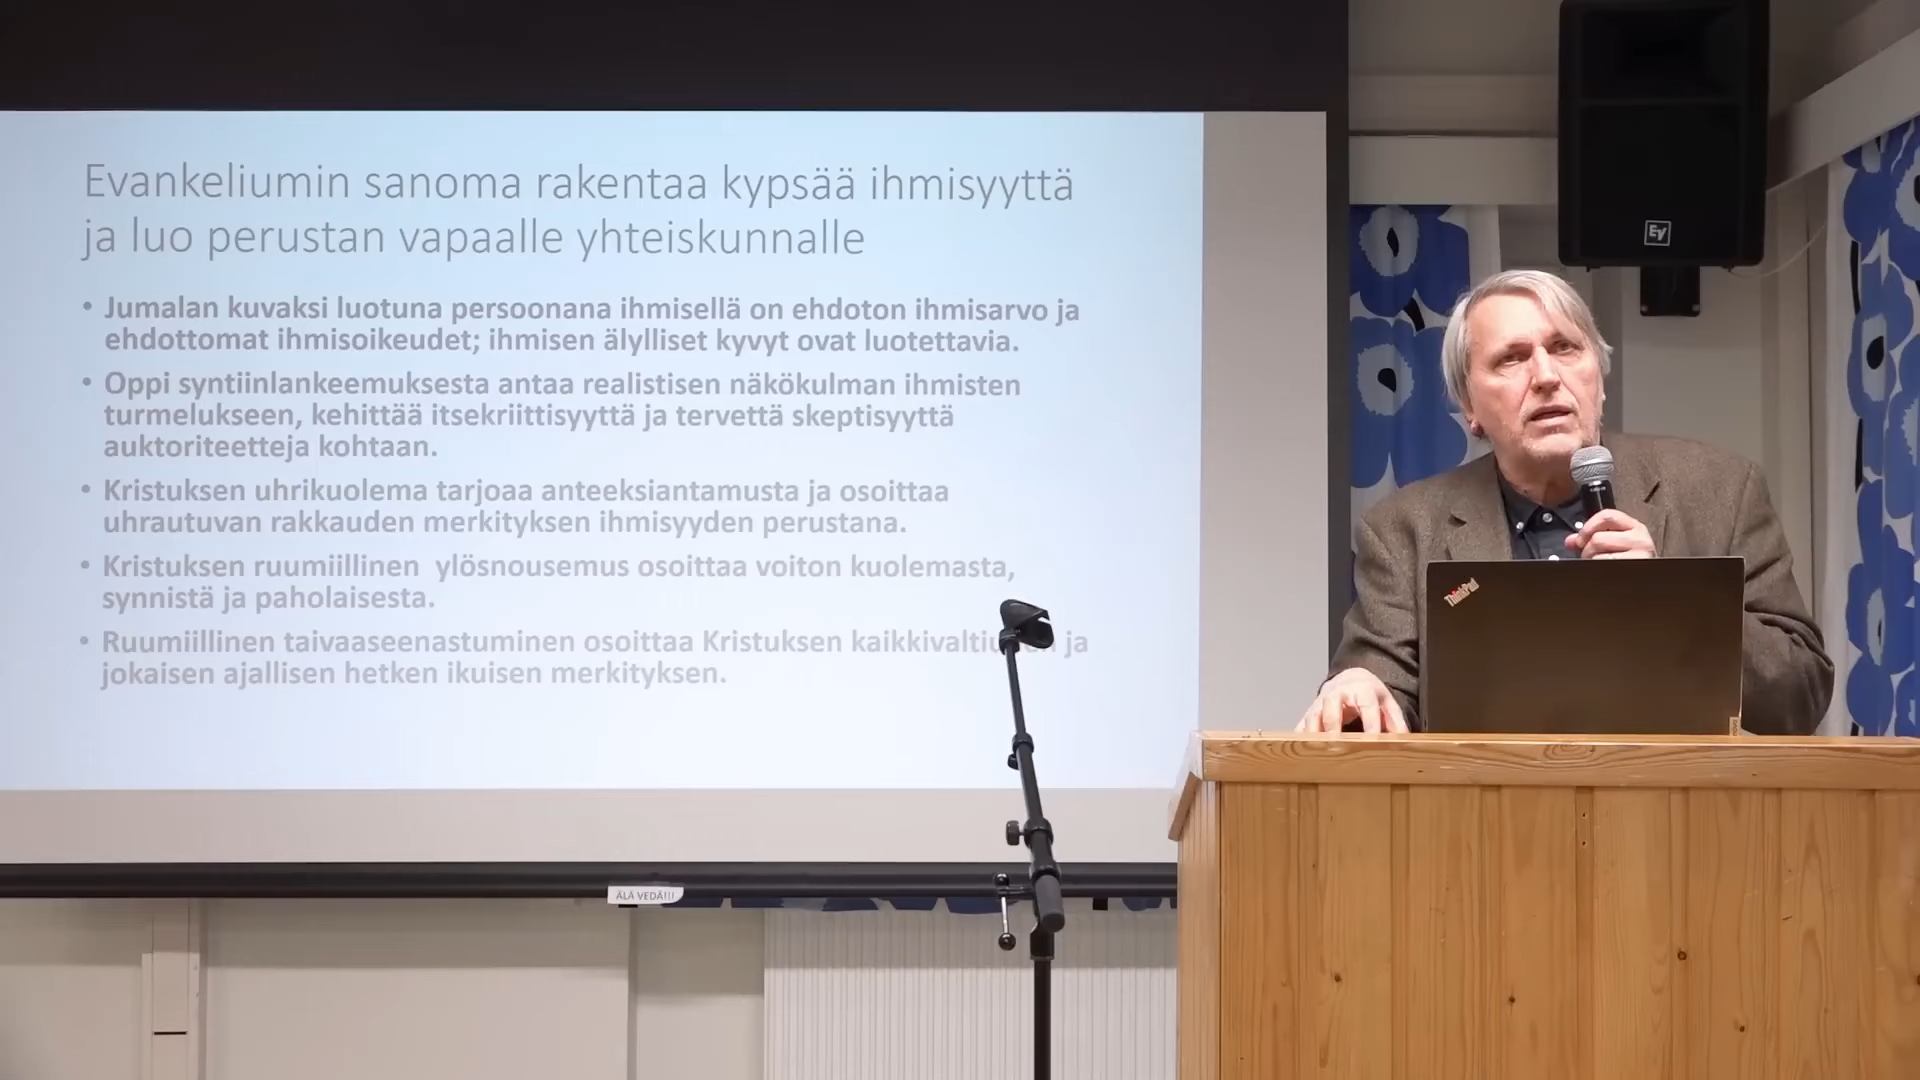 Evankeliumin sanoma rakentaa kypsää ihmisyyttä
ja luo perustan vapaalle yhteiskunnalle
• Jumalan kuvaksi luotuna persoonana ihmisellä on ehdoton ihmisarvo ja
ehdottomat ihmisoikeudet; ihmisen älylliset kyvyt ovat luotettavia.
• Oppi syntiinlankeemuksesta antaa realistisen näkökulman ihmisten
turmelukseen, kehittää itsekriittisyyttä ja tervettä skeptisyyttä
auktoriteetteja kohtaan.
• Kristuksen uhrikuolema tarjoaa anteeksiantamusta ja osoittaa
uhrautuvan rakkauden merkityksen ihmisyyden perustana.
• Kristuksen ruumiillinen ylösnousemus osoittaa voiton kuolemasta,
synnistä ja paholaisesta.
• Ruumiillinen taivaaseenastuminen osoittaa Kristuksen ja
jokaisen ajallisen hetken ikuisen merkityksen.
ÄLÄ VEDÄ!!!
EV
ThinkPad